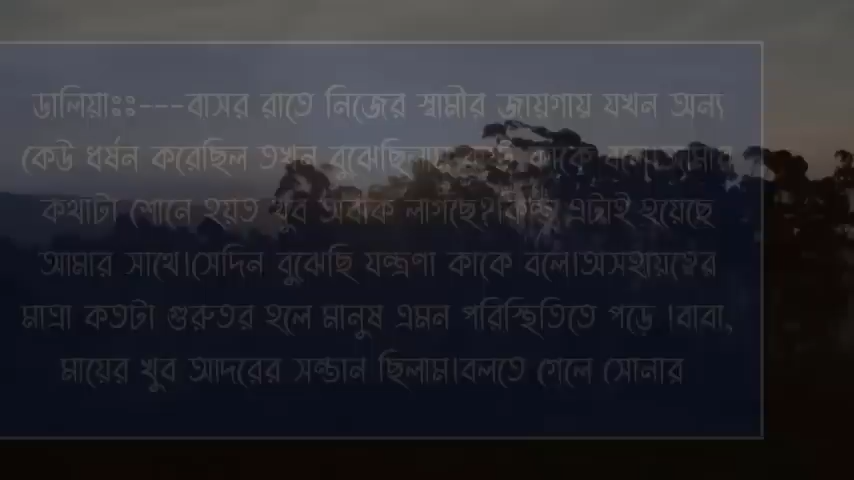 ডালিয়াঃঃ---বাসর রাতে নিজের স্বামীর জায়গায় যখন অন্য
কেউ ধর্ষন করেছিল তখন বুঝেছিলাম কাকে
কথাটা শোনে হয়ত খুব অবাক লাগছে? কিন্তু এটাই হয়েছে
আমার সাথে।সেদিন বুঝেছি যন্ত্রণা কাকে বলে।অসহায়ত্বের
মাত্রা কতটা গুরুতর হলে মানুষ এমন পরিস্থিতিতে পড়ে ।বাবা,
মায়ের খুব আদরের সন্তান ছিলাম।বলতে গেলে সোনার